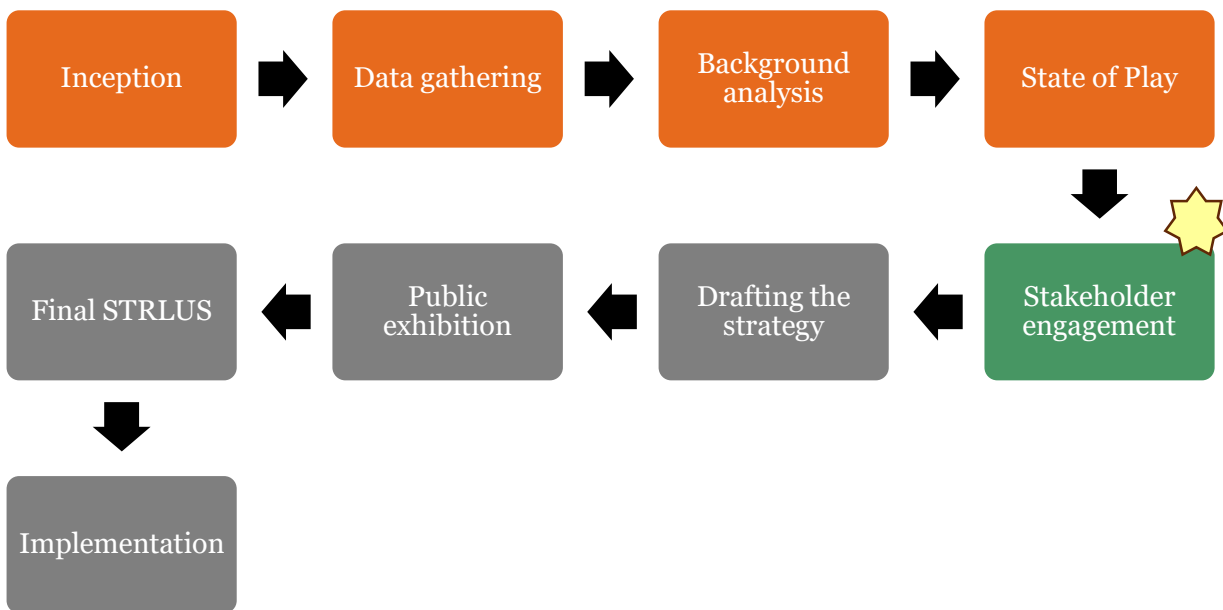 Inception
Data gathering
Background
analysis
State of Play
Stakeholder
engagement
Drafting the
strategy
Public
exhibition
Final STRLUS
Implementation